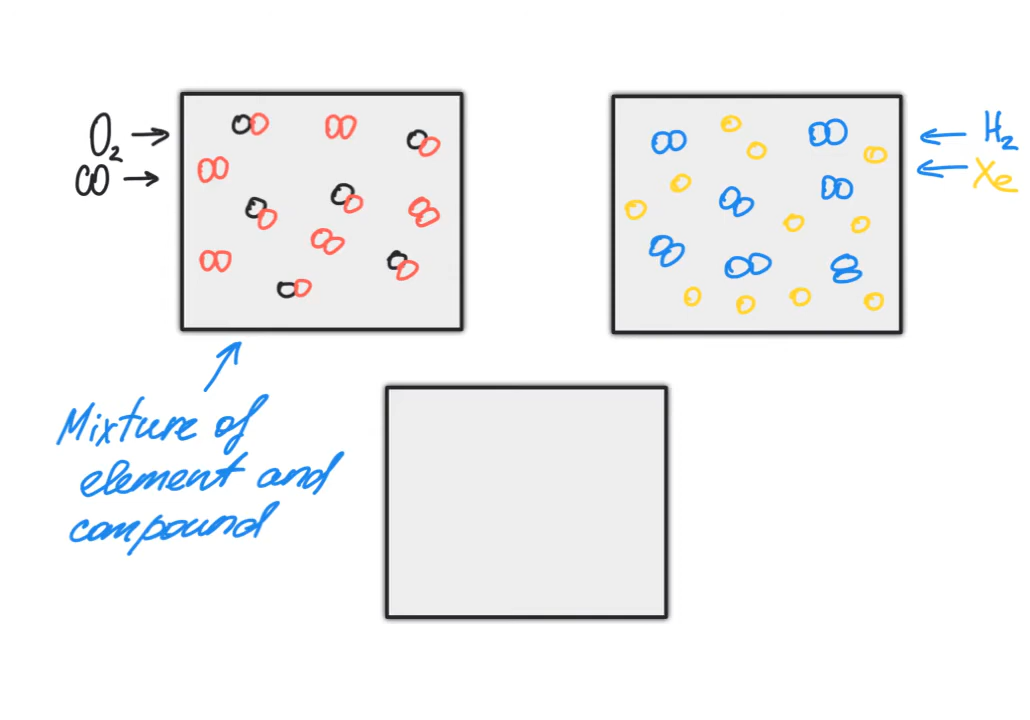 O₂ →
CO →
← H₂
← Xe
Mixture of
element and
compound